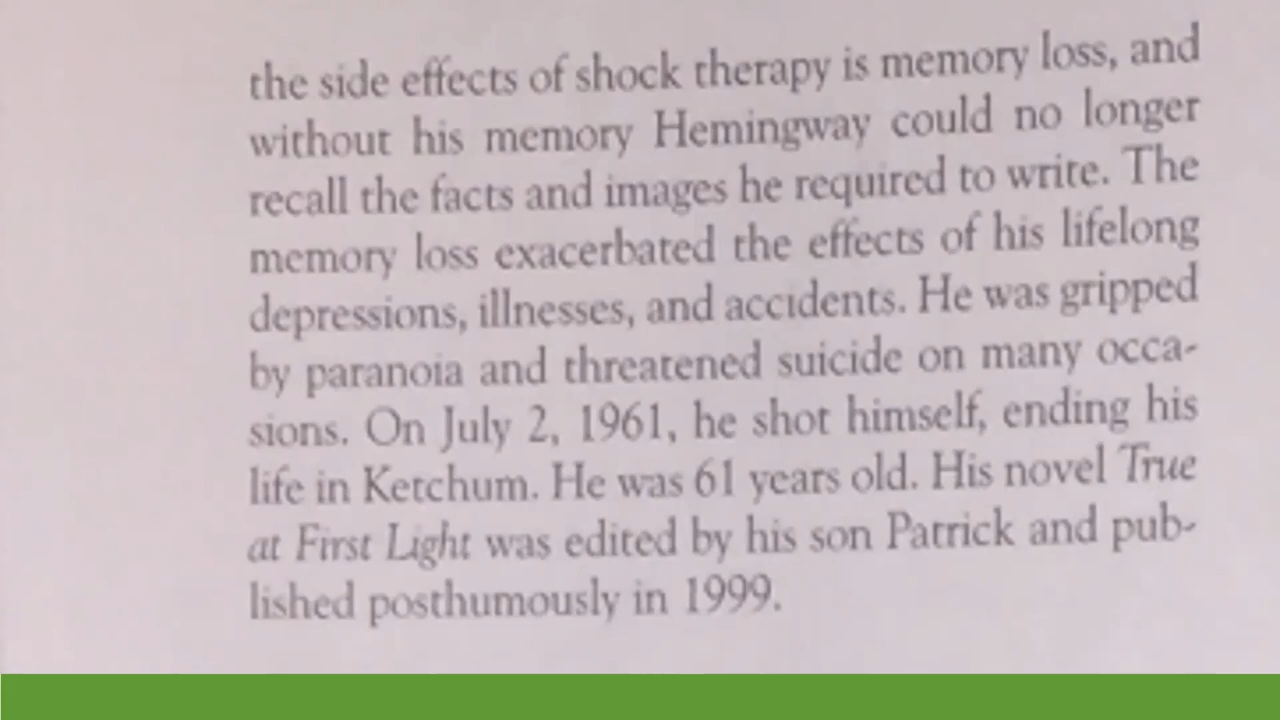 the side effects of shock therapy is memory loss, and
without his memory Hemingway could no longer
recall the facts and images he required to write. The
memory loss exacerbated the effects of his lifelong
depressions, illnesses, and accidents. He was gripped
by paranoia and threatened suicide on many occa-
sions. On July 2, 1961, he shot himself, ending his
life in Ketchum. He was 61 years old. His novel True
at First Light was edited by his son Patrick and pub-
lished posthumously in 1999.